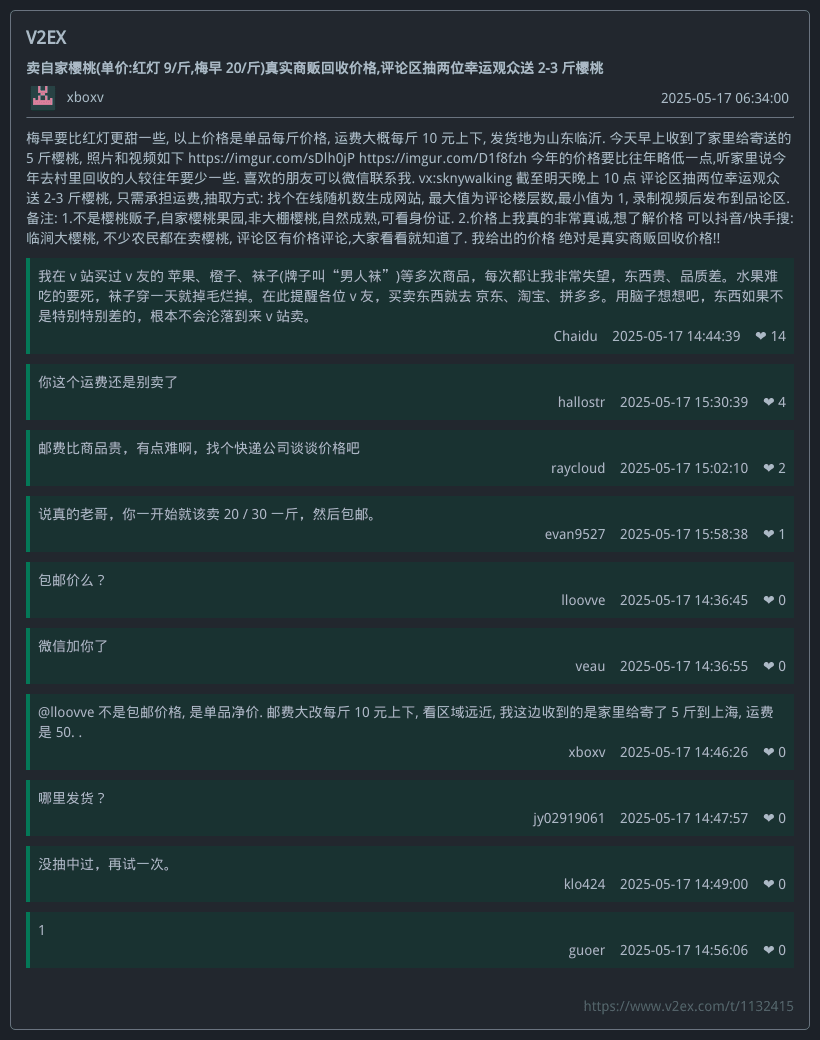 V2EX
卖自家樱桃(单价:红灯 9/斤,梅早 20/斤)真实商贩回收价格,评论区抽两位幸运观众送 2-3 斤樱桃
xboxv
2025-05-17 06:34:00
梅早要比红灯更甜一些, 以上价格是单品每斤价格, 运费大概每斤 10 元上下, 发货地为山东临沂. 今天早上收到了家里给寄送的
5 斤樱桃, 照片和视频如下 https://imgur.com/sDlh0jP https://imgur.com/D1f8fzh 今年的价格要比往年略低一点,听家里说今
年去村里回收的人较往年要少一些. 喜欢的朋友可以微信联系我. vx:sknywalking 截至明天晚上 10 点 评论区抽两位幸运观众
送 2-3 斤樱桃, 只需承担运费,抽取方式: 找个在线随机数生成网站, 最大值为评论楼层数,最小值为 1, 录制视频后发布到品论区.
备注: 1.不是樱桃贩子,自家樱桃果园,非大棚樱桃,自然成熟,可看身份证. 2.价格上我真的非常真诚,想了解价格 可以抖音/快手搜:
临涧大樱桃, 不少农民都在卖樱桃, 评论区有价格评论,大家看看就知道了. 我给出的价格 绝对是真实商贩回收价格!!
我在 v 站买过 v 友的 苹果、橙子、袜子(牌子叫“男人袜”)等多次商品，每次都让我非常失望，东西贵、品质差。水果难
吃的要死，袜子穿一天就掉毛烂掉。在此提醒各位 v 友，买卖东西就去 京东、淘宝、拼多多。用脑子想想吧，东西如果不
是特别特别差的，根本不会沦落到来 v 站卖。
Chaidu 2025-05-17 14:44:39 ❤ 14
你这个运费还是别卖了
hallostr 2025-05-17 15:30:39 ❤ 4
邮费比商品贵，有点难啊，找个快递公司谈谈价格吧
raycloud 2025-05-17 15:02:10 ❤ 2
说真的老哥，你一开始就该卖 20 / 30 一斤，然后包邮。
evan9527 2025-05-17 15:58:38 ❤ 1
包邮价么？
lloovve 2025-05-17 14:36:45 ❤ 0
微信加你了
veau 2025-05-17 14:36:55 ❤ 0
@lloovve 不是包邮价格, 是单品净价. 邮费大改每斤 10 元上下, 看区域远近, 我这边收到的是家里给寄了 5 斤到上海, 运费
是 50. .
xboxv 2025-05-17 14:46:26 ❤ 0
哪里发货？
jy02919061 2025-05-17 14:47:57 ❤ 0
没抽中过，再试一次。
klo424 2025-05-17 14:49:00 ❤ 0
1
guoer 2025-05-17 14:56:06 ❤ 0
https://www.v2ex.com/t/1132415